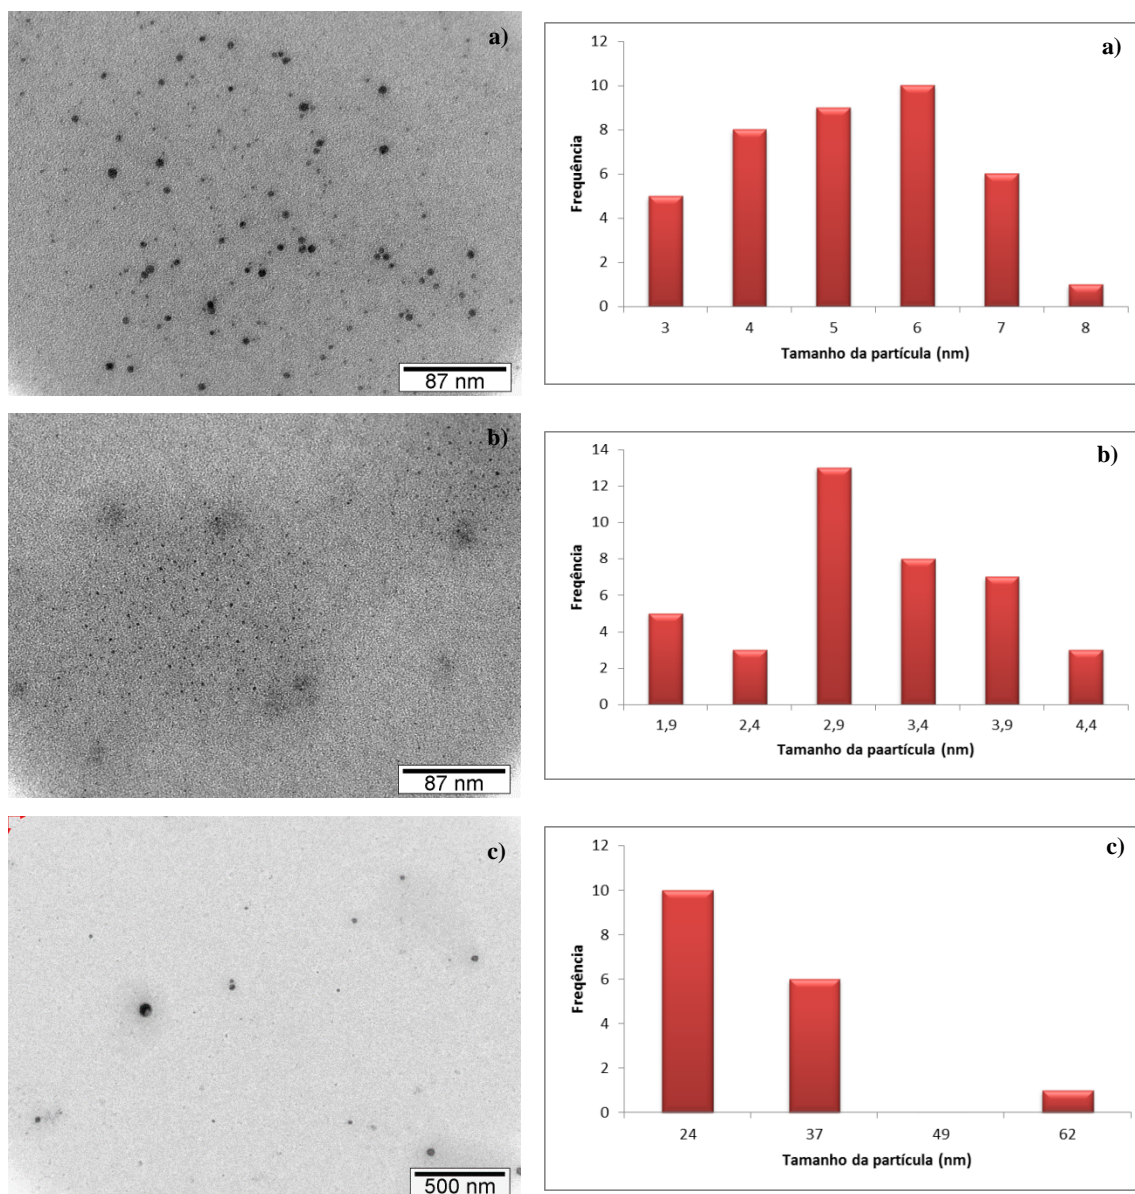 a)
87 nm
a)
12
10
8
6
4
2
0
Frequência
3 4 5 6 7 8
Tamanho da partícula (nm)
b)
87 nm
b)
14
12
10
8
6
4
2
0
Freqência
1,9 2,4 2,9 3,4 3,9 4,4
Tamanho da paartícula (nm)
c)
500 nm
c)
12
10
8
6
4
2
0
Freqência
24 37 49 62
Tamanho da partícula (nm)